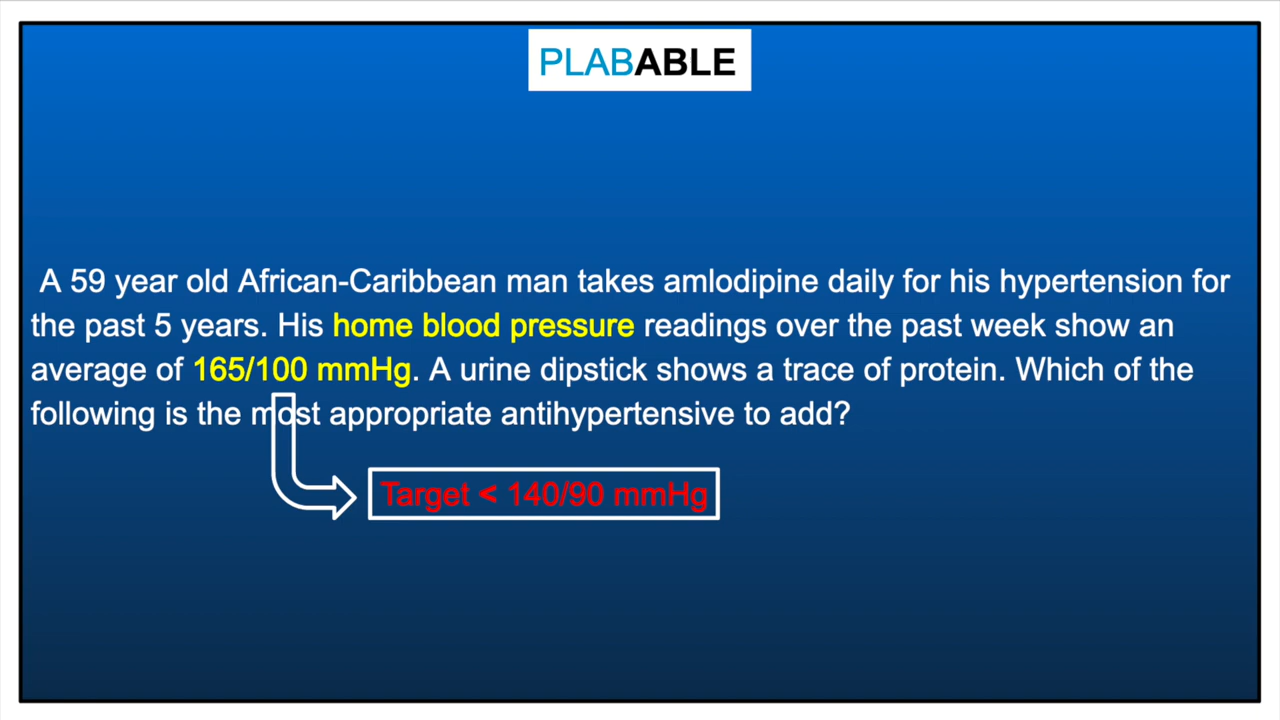 PLABABLE
A 59 year old African-Caribbean man takes amlodipine daily for his hypertension for
the past 5 years. His home blood pressure readings over the past week show an
average of 165/100 mmHg. A urine dipstick shows a trace of protein. Which of the
following is the most appropriate antihypertensive to add?
Target < 140/90 mmHg